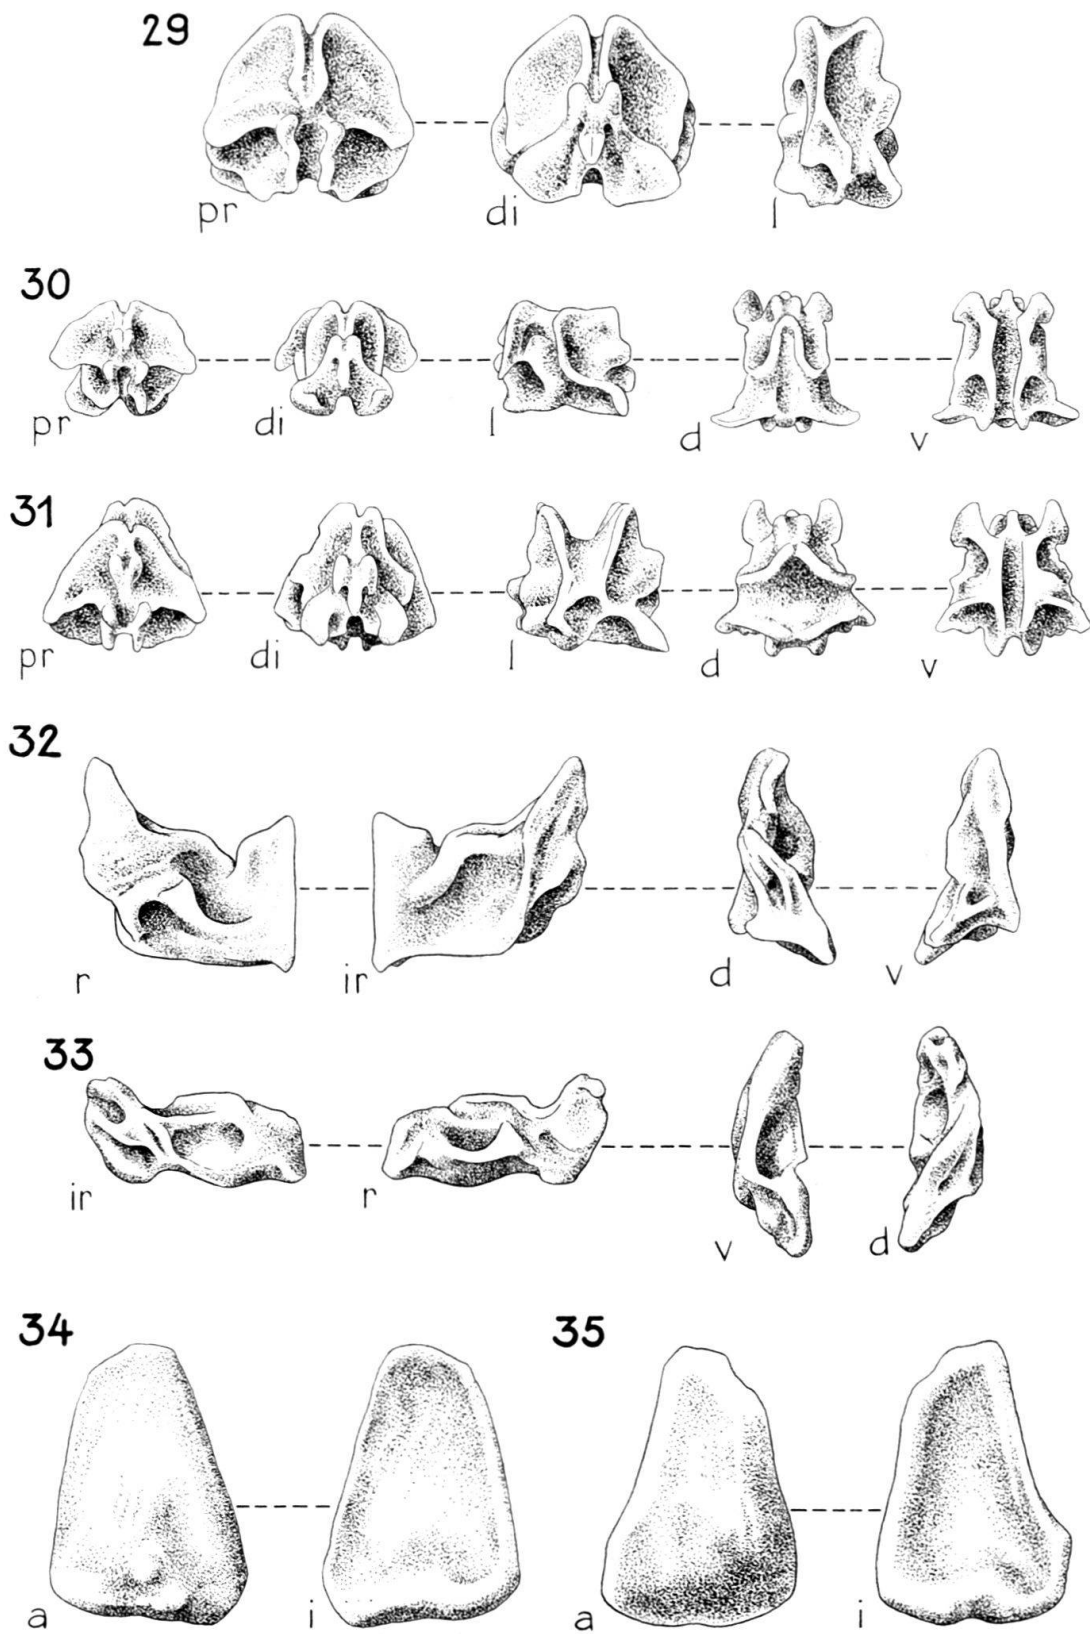 29
pr di l
30
pr di l d v
31
pr di l d v
32
r ir d v
33
ir r v d
34 35
a i a i